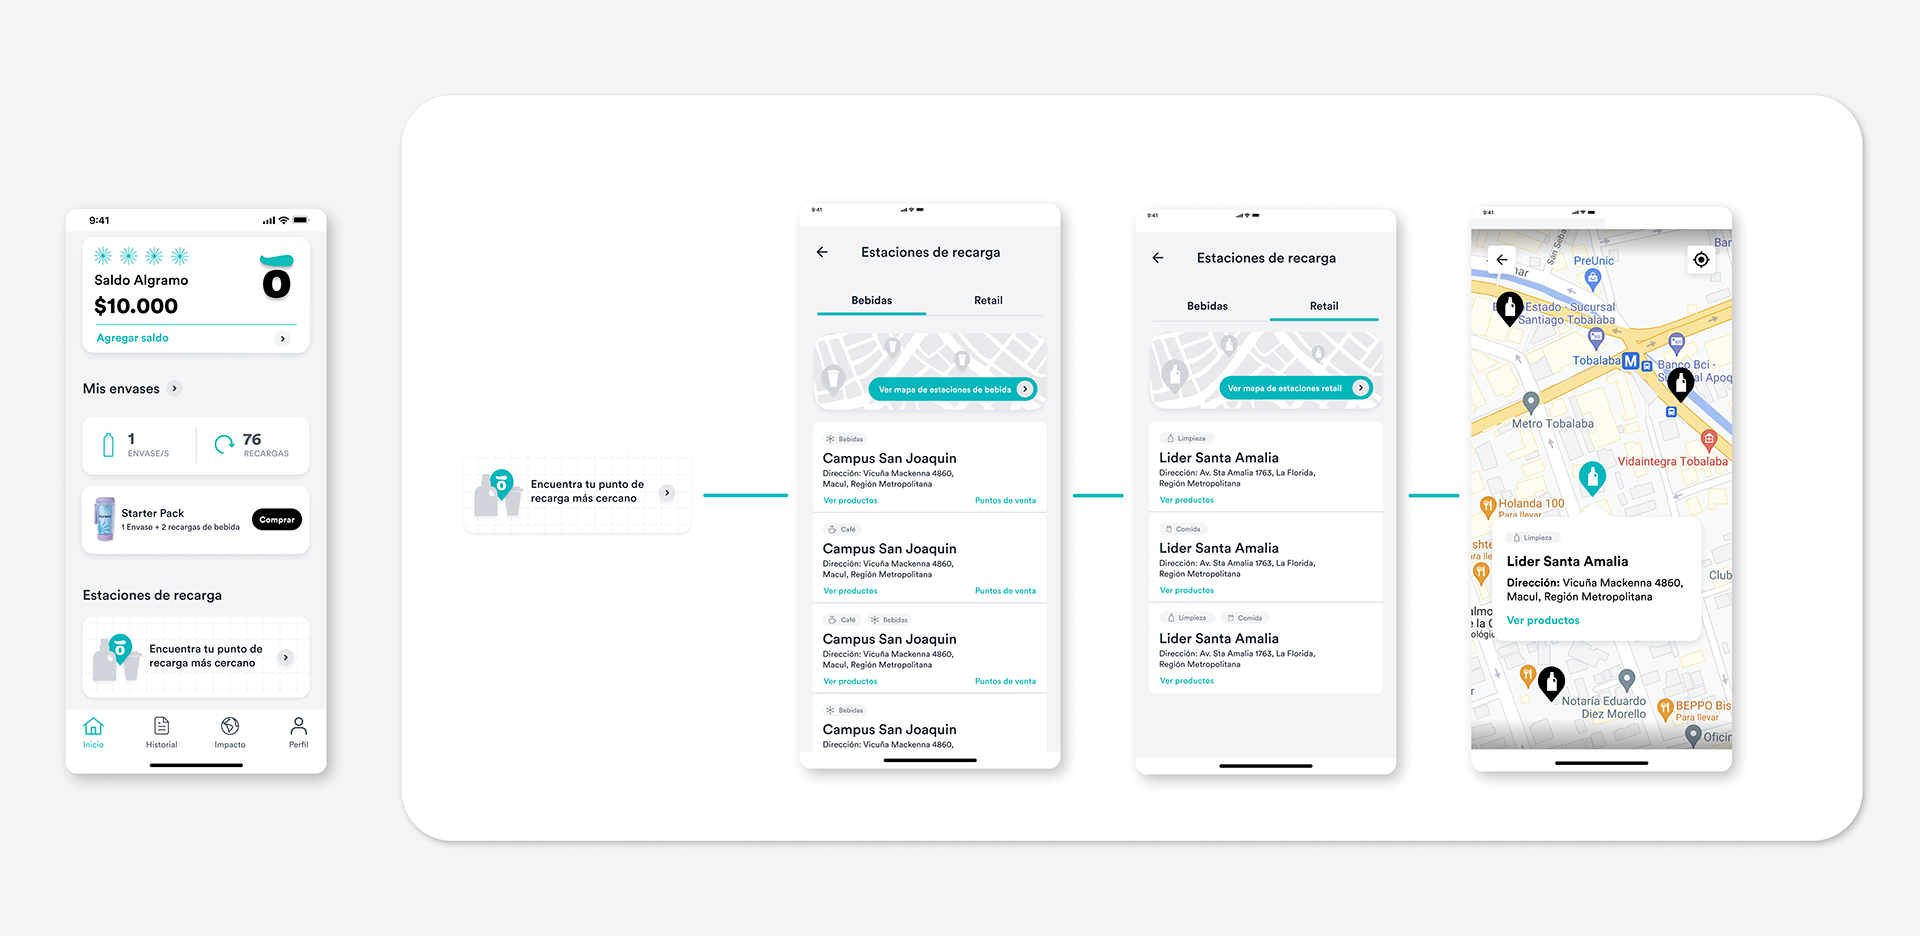 9:41
Saldo Algramo
$10.000
Agregar saldo
Mis envases
1
ENVASE/S
76
RECARGAS
Starter Pack
1 Envase + 2 recargas de bebida
Comprar
Estaciones de recarga
Encuentra tu punto de
recarga más cercano
Inicio
Historial
Impacto
Perfil
Encuentra tu punto de
recarga más cercano
9:41
Estaciones de recarga
Bebidas
Retail
Ver mapa de estaciones de bebida
Bebidas
Campus San Joaquin
Dirección: Vicuña Mackenna 4860,
Macul, Región Metropolitana
Ver productos
Puntos de venta
Café
Campus San Joaquin
Dirección: Vicuña Mackenna 4860,
Macul, Región Metropolitana
Ver productos
Puntos de venta
Café
Bebidas
Campus San Joaquin
Dirección: Vicuña Mackenna 4860,
Macul, Región Metropolitana
Ver productos
Puntos de venta
Bebidas
Campus San Joaquin
Dirección: Vicuña Mackenna 4860,
9:41
Estaciones de recarga
Bebidas
Retail
Ver mapa de estaciones retail
Limpieza
Lider Santa Amalia
Dirección: Av. Sta Amalia 1763, La Florida,
Región Metropolitana
Ver productos
Comida
Lider Santa Amalia
Dirección: Av. Sta Amalia 1763, La Florida,
Región Metropolitana
Ver productos
Limpieza
Comida
Lider Santa Amalia
Dirección: Av. Sta Amalia 1763, La Florida,
Región Metropolitana
Ver productos
9:41
San Seba
Bar
PreUnic
Estado - Sucursal
Santiago Tobalaba
Tobalaba
M
Banco Bci -
al Apoq
Metro Tobalaba
Vidaintegra Tobalaba
Holanda 100
Para llevar
Limpieza
Lider Santa Amalia
Dirección: Vicuña Mackenna 4860,
Macul, Región Metropolitana
Ver productos
Club
Notaría Eduardo
Diez Morello
BEPPO Bis
Para llevar
Oficin